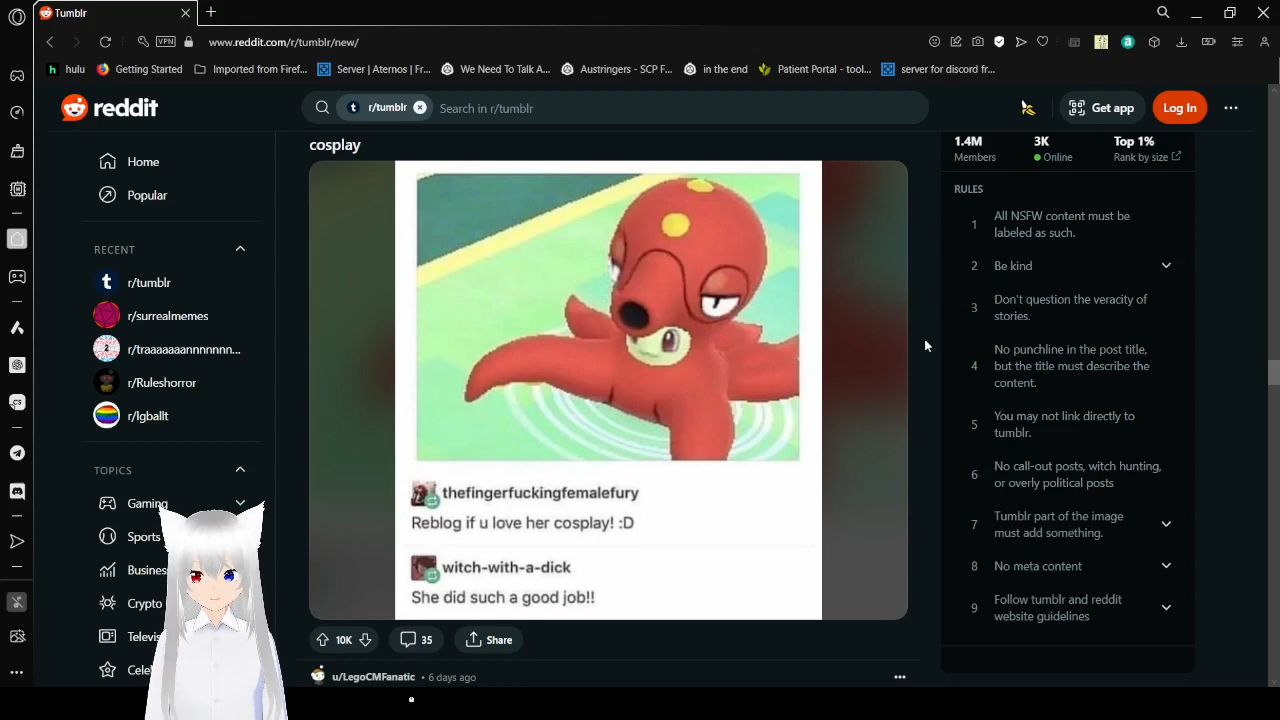 Tumblr
www.reddit.com/r/tumblr/new/
VPN
hulu
Getting Started
Imported from Firef...
Server | Aternos | Fr...
We Need To Talk A...
Austringers - SCP F...
in the end
Patient Portal - tool...
server for discord fr...
reddit
r/tumblr
Search in r/tumblr
Get app
Log In
Home
Popular
RECENT
r/tumblr
r/surrealmemes
r/traaaaaaannnnnn...
r/Ruleshorror
r/lgballt
TOPICS
Gaming
Sports
Busines
Crypto
Televis
Cele
cosplay
thefingerfuckingfemalefury
Reblog if u love her cosplay! :D
witch-with-a-dick
She did such a good job!!
10K
35
Share
u/LegoCMFanatic • 6 days ago
1.4M
Members
3K
Online
Top 1%
Rank by size
RULES
1
All NSFW content must be
labeled as such.
2
Be kind
3
Don't question the veracity of
stories.
4
No punchline in the post title,
but the title must describe the
content.
5
You may not link directly to
tumblr.
6
No call-out posts, witch hunting,
or overly political posts
7
Tumblr part of the image
must add something.
8
No meta content
9
Follow tumblr and reddit
website guidelines